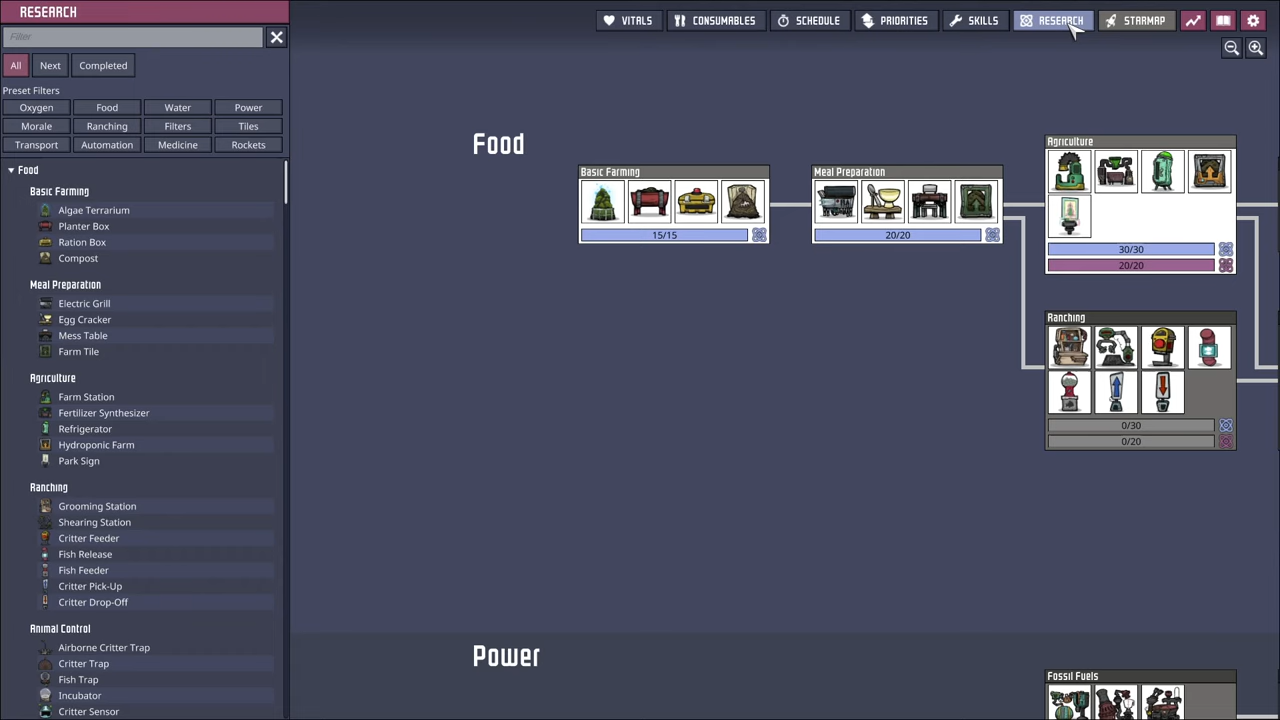 RESEARCH
VITALS
CONSUMABLES
SCHEDULE
PRIORITIES
SKILLS
RESEARCH
STARMAP
Filter
All
Next
Completed
Preset Filters
Oxygen
Food
Water
Power
Morale
Ranching
Filters
Tiles
Transport
Automation
Medicine
Rockets
Food
Basic Farming
Algae Terrarium
Planter Box
Ration Box
Compost
Meal Preparation
Electric Grill
Egg Cracker
Mess Table
Farm Tile
Agriculture
Farm Station
Fertilizer Synthesizer
Refrigerator
Hydroponic Farm
Park Sign
Ranching
Grooming Station
Shearing Station
Critter Feeder
Fish Release
Fish Feeder
Critter Pick-Up
Critter Drop-Off
Animal Control
Airborne Critter Trap
Critter Trap
Fish Trap
Incubator
Critter Sensor
Food
Basic Farming
15/15
Meal Preparation
20/20
Agriculture
30/30
20/20
Ranching
0/30
0/20
Power
Fossil Fuels